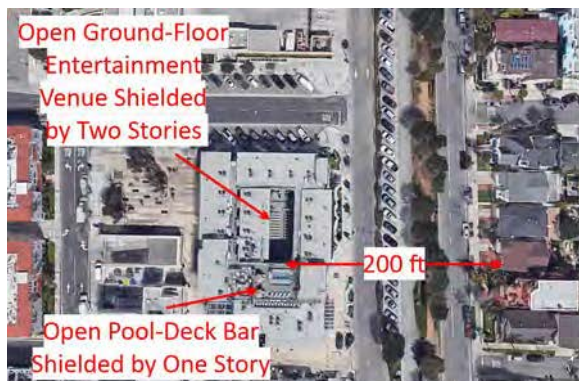 Open Ground-Floor
Entertainment
Venue Shielded
by Two Stories
200 ft
Open Pool-Deck Bar
Shielded by One Story